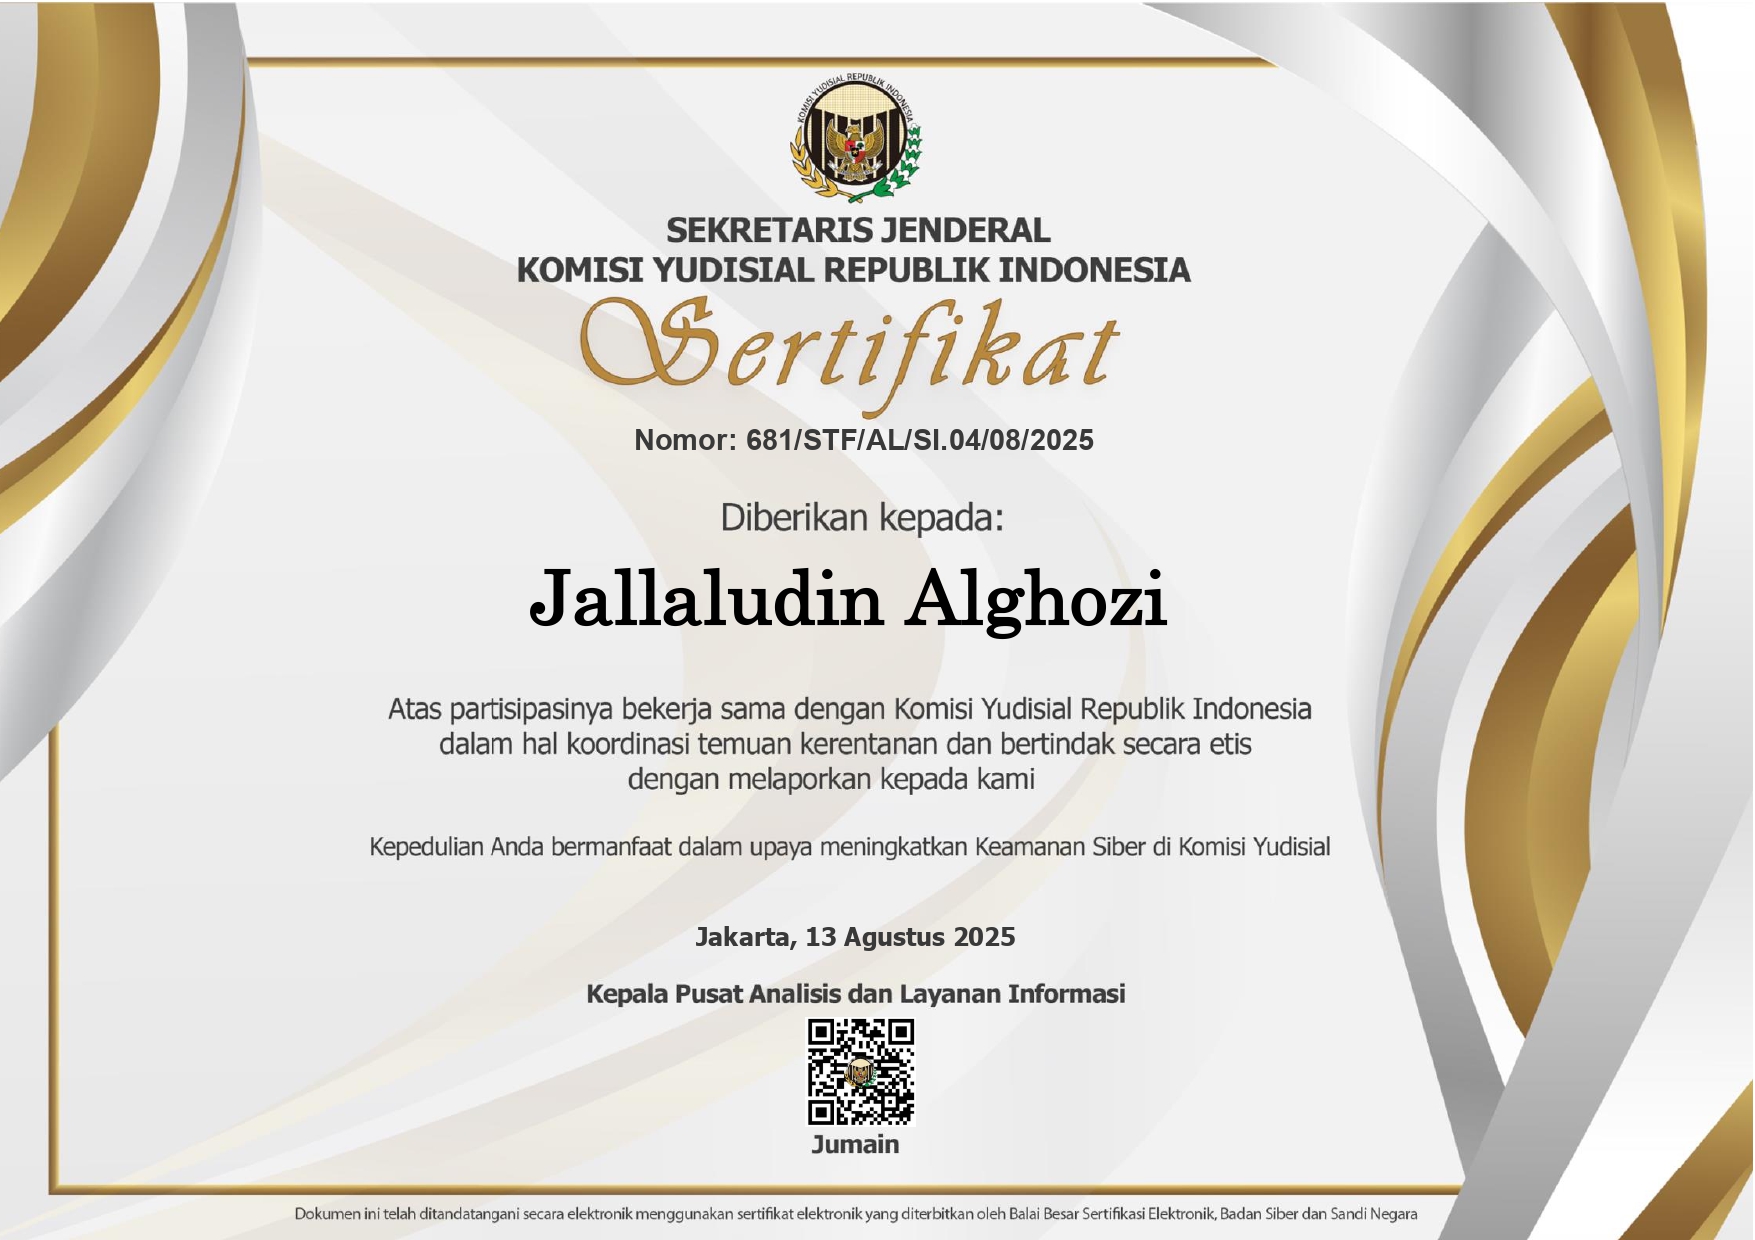 KOMISI YUDISIAL REPUBLIK INDONESIA
SEKRETARIS JENDERAL
KOMISI YUDISIAL REPUBLIK INDONESIA
Sertifikat
Nomor: 681/STF/AL/SI.04/08/2025
Diberikan kepada:
Jallaludin Alghozi
Atas partisipasinya bekerja sama dengan Komisi Yudisial Republik Indonesia
dalam hal koordinasi temuan kerentanan dan bertindak secara etis
dengan melaporkan kepada kami
Kepedulian Anda bermanfaat dalam upaya meningkatkan Keamanan Siber di Komisi Yudisial
Jakarta, 13 Agustus 2025
Kepala Pusat Analisis dan Layanan Informasi
Jumain
Dokumen ini telah ditandatangani secara elektronik menggunakan sertifikat elektronik yang diterbitkan oleh Balai Besar Sertifikasi Elektronik, Badan Siber dan Sandi Negara